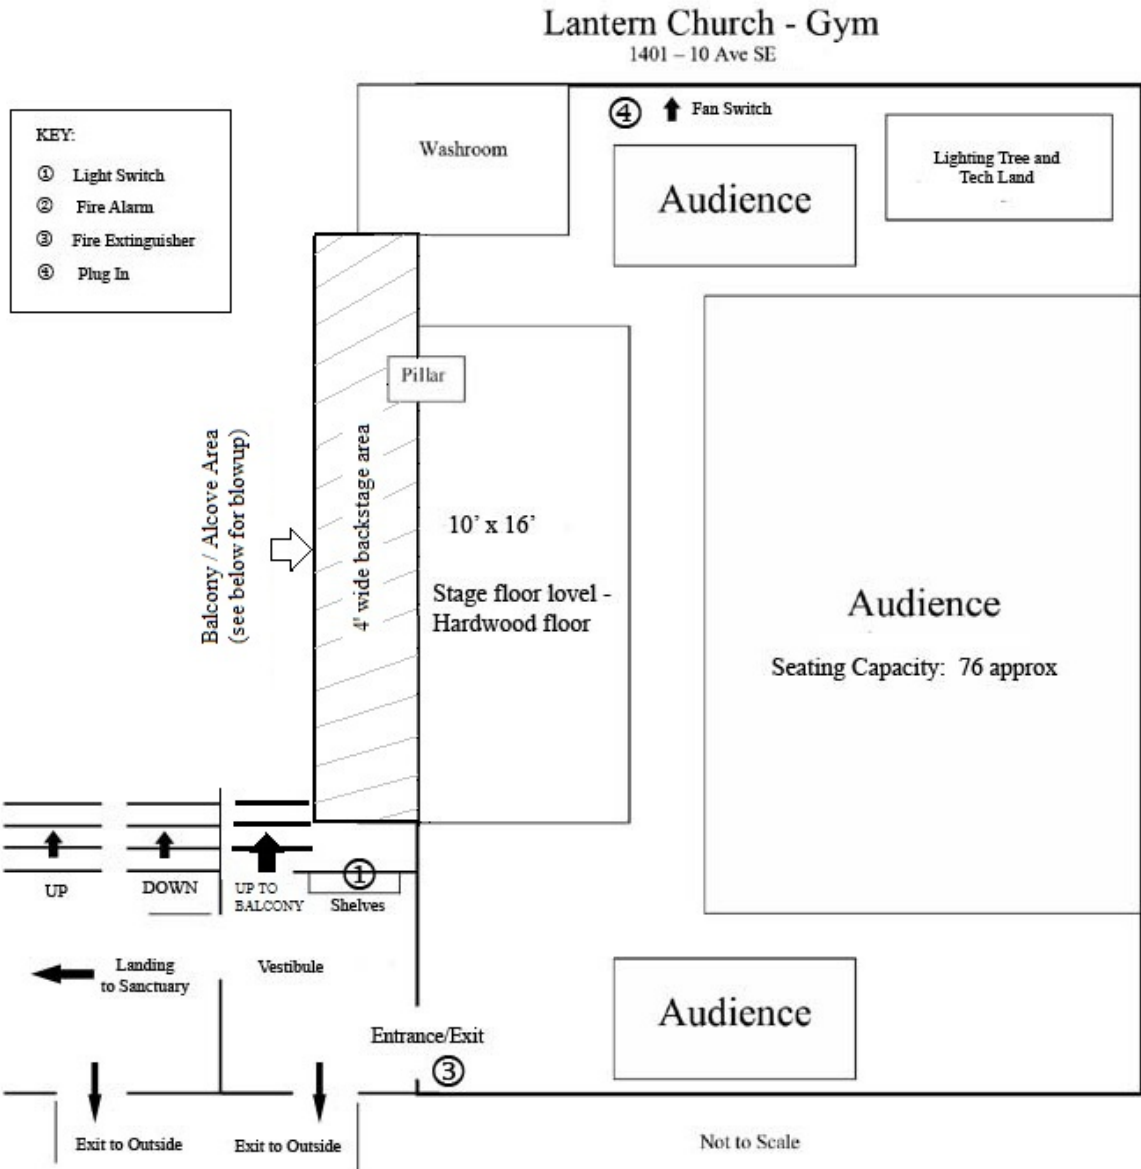 Lantern Church - Gym
1401 – 10 Ave SE
KEY:
① Light Switch
② Fire Alarm
③ Fire Extinguisher
④ Plug In
Washroom
④
Fan Switch
Audience
Lighting Tree and
Tech Land
Pillar
Balcony / Alcove Area
(see below for blowup)
4' wide backstage area
10’ x 16’
Stage floor lovel -
Hardwood floor
Audience
Seating Capacity: 76 approx
UP
DOWN
UP TO
BALCONY
①
Shelves
Landing
to Sanctuary
Vestibule
Entrance/Exit
③
Audience
Exit to Outside
Exit to Outside
Not to Scale